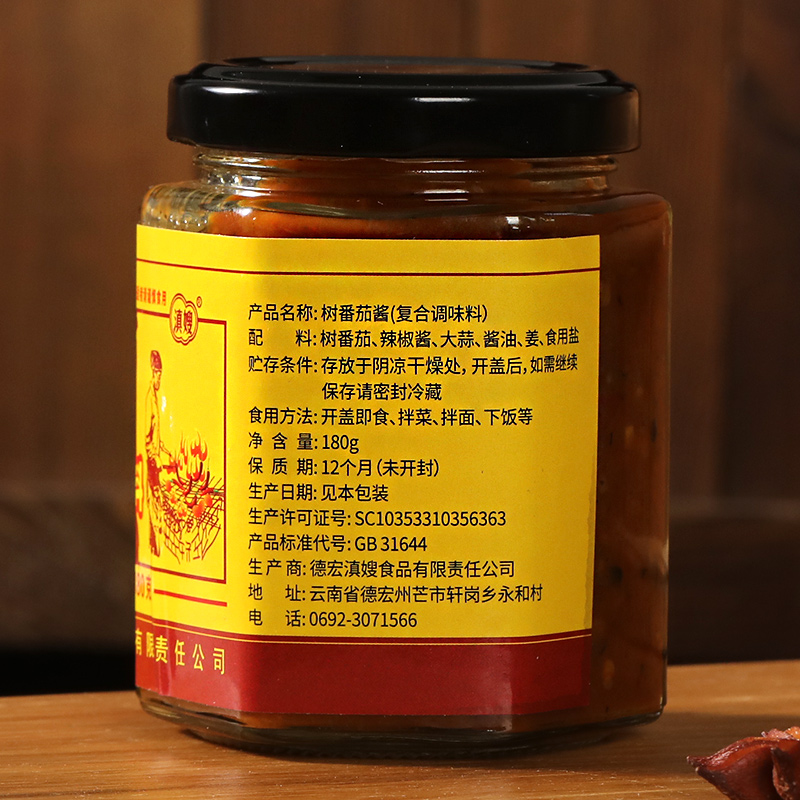 滇嫂®
产品名称:树番茄酱(复合调味料)
配 料:树番茄、辣椒酱、大蒜、酱油、姜、食用盐
贮存条件:存放于阴凉干燥处,开盖后,如需继续
保存请密封冷藏
食用方法:开盖即食、拌菜、拌面、下饭等
净 含 量:180g
保 质 期:12个月(未开封)
生产日期:见本包装
生产许可证号:SC10353310356363
产品标准代号:GB 31644
生 产 商:德宏滇嫂食品有限责任公司
地 址:云南省德宏州芒市轩岗乡永和村
电 话:0692-3071566
有限责任公司